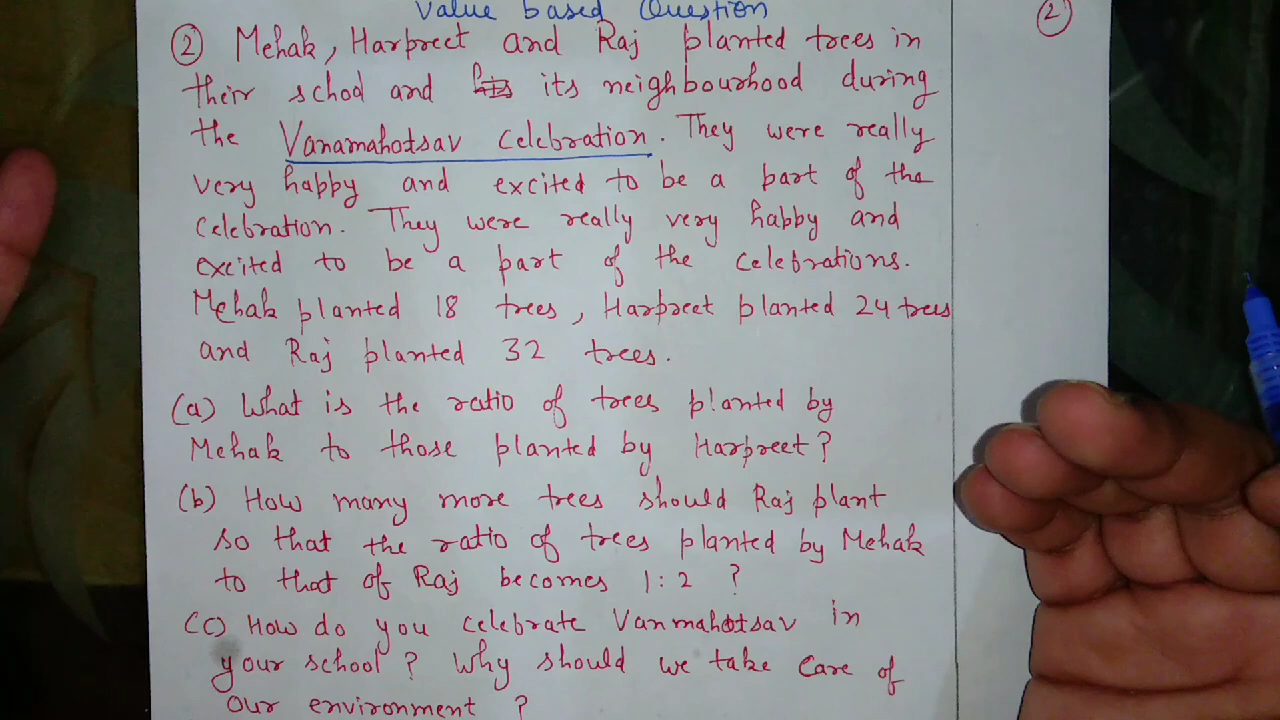 Value based Question
② Mehak, Harpreet and Raj planted trees in
②
their school and its neighbourhood during
the Vanamahotsav Celebration. They were really
very happy and excited to be a part of the
Celebration. They were really very happy and
excited to be a part of the celebrations.
Mehak planted 18 trees, Harpreet planted 24 trees
and Raj planted 32 trees.
(a) What is the ratio of trees planted by
Mehak to those planted by Harpreet?
(b) How many more trees should Raj plant
so that the ratio of trees planted by Mehak
to that of Raj becomes 1:2 ?
(c) How do you celebrate Vanmahotsav in
your school? Why should we take care of
our environment ?